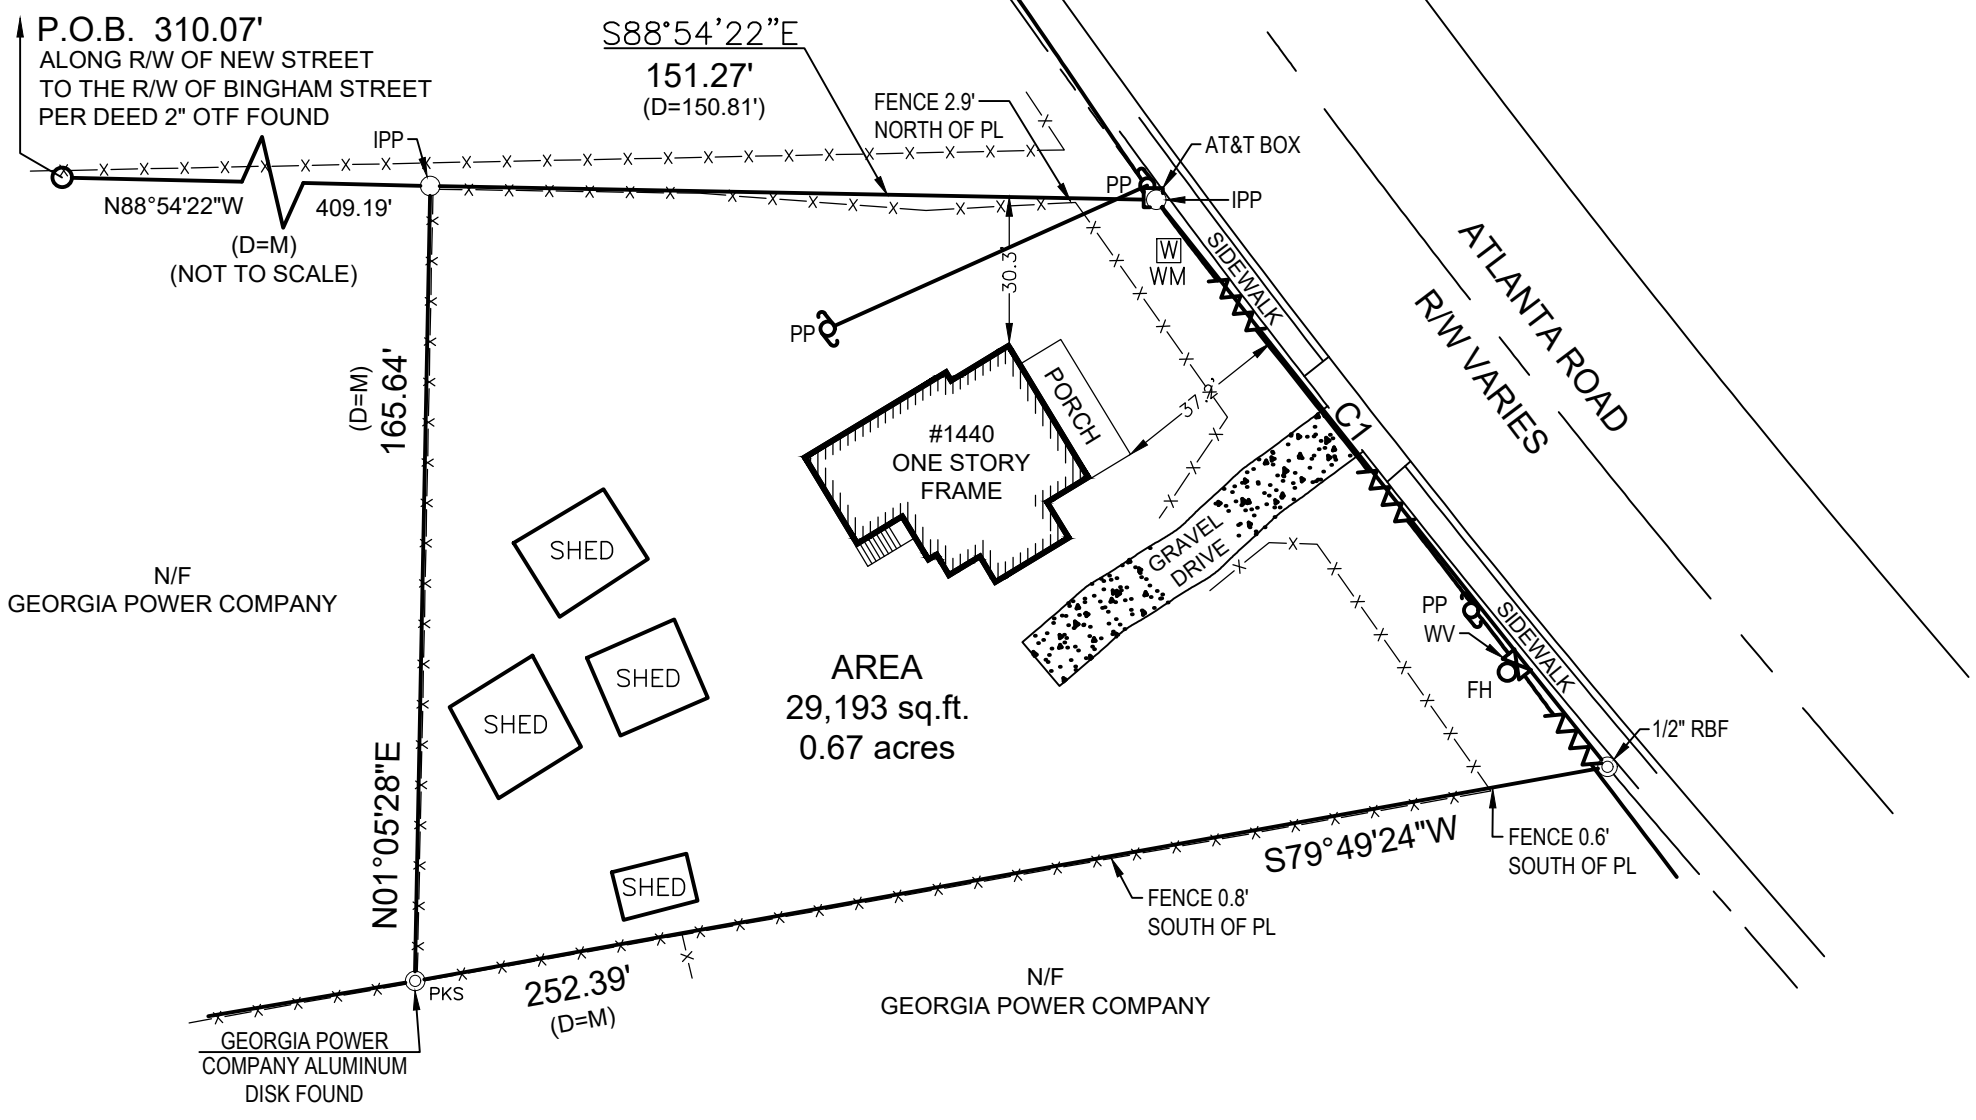 P.O.B. 310.07'
ALONG R/W OF NEW STREET
TO THE R/W OF BINGHAM STREET
PER DEED 2" OTF FOUND
S88°54'22"E
151.27'
(D=150.81')
FENCE 2.9'
NORTH OF PL
IPP
AT&T BOX
PP
IPP
N88°54'22"W
409.19'
(D=M)
(NOT TO SCALE)
W
WM
SIDEWALK
ATLANTA ROAD
R/W VARIES
30.3'
PP
(D=M)
165.64'
PORCH
37.2'
C1
#1440
ONE STORY
FRAME
SHED
GRAVEL
DRIVE
N/F
GEORGIA POWER COMPANY
PP
WV
SIDEWALK
FH
SHED
SHED
AREA
29,193 sq.ft.
0.67 acres
1/2" RBF
N01°05'28"E
S79°49'24"W
FENCE 0.6'
SOUTH OF PL
SHED
FENCE 0.8'
SOUTH OF PL
PKS
252.39'
(D=M)
N/F
GEORGIA POWER COMPANY
GEORGIA POWER
COMPANY ALUMINUM
DISK FOUND